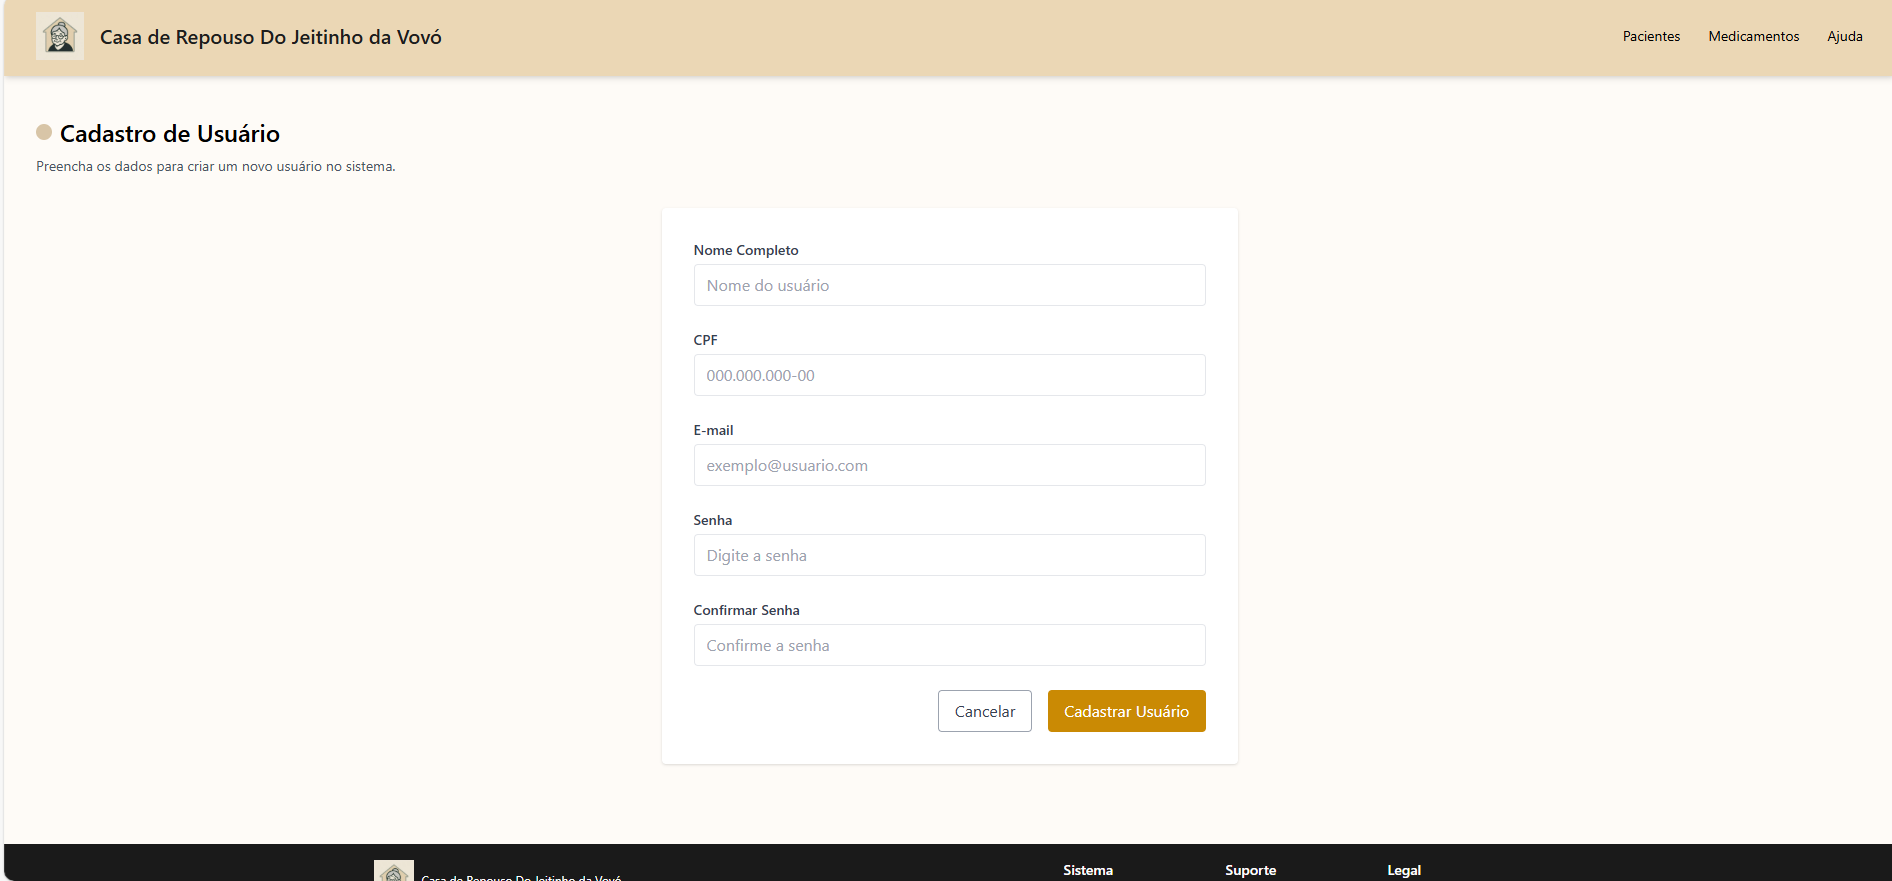 Casa de Repouso Do Jeitinho da Vovó
Pacientes Medicamentos Ajuda
Cadastro de Usuário
Preencha os dados para criar um novo usuário no sistema.
Nome Completo
Nome do usuário
CPF
000.000.000-00
E-mail
exemplo@usuario.com
Senha
Digite a senha
Confirmar Senha
Confirme a senha
Cancelar Cadastrar Usuário
Casa de Repouso Do Jeitinho da Vovó
Sistema Suporte Legal